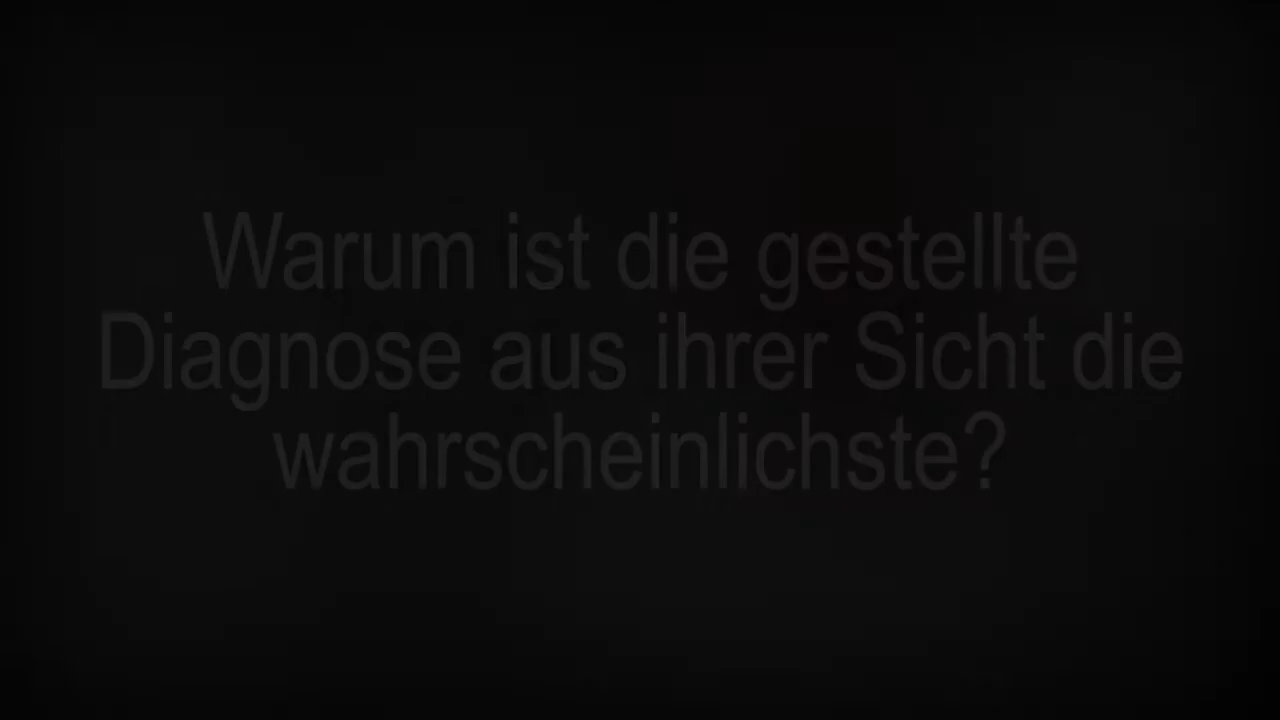 Warum ist die gestellte
Diagnose aus ihrer Sicht die
wahrscheinlichste?